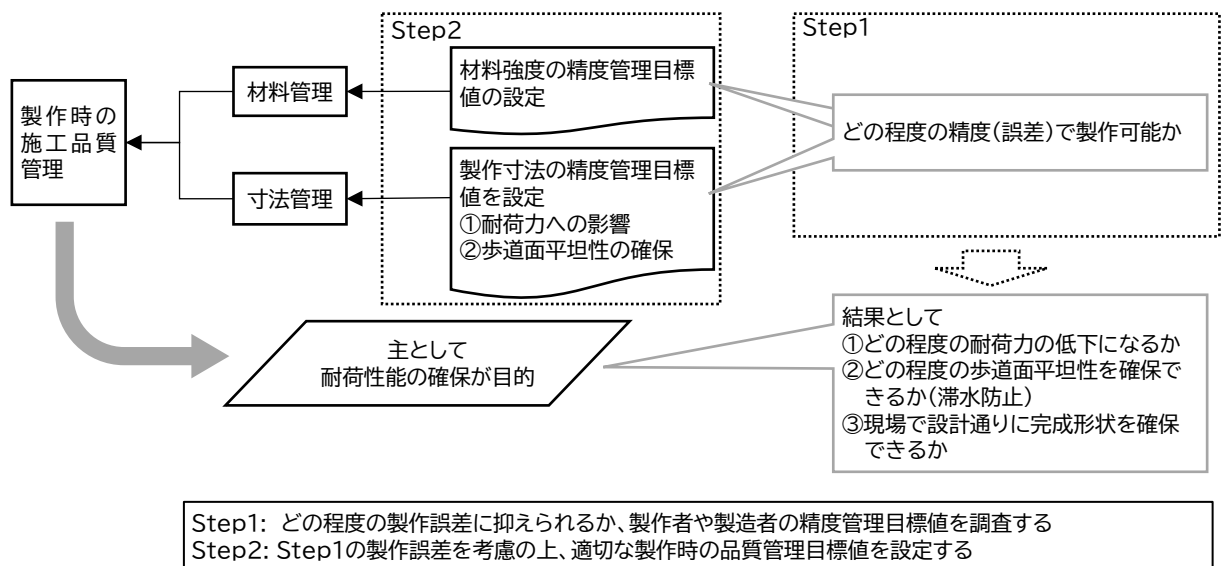 Step2
Step1
材料強度の精度管理目標
値の設定
材料管理
製作時の
施工品質
管理
どの程度の精度(誤差)で製作可能か
製作寸法の精度管理目標
値を設定
①耐荷力への影響
②歩道面平坦性の確保
寸法管理
主として
耐荷性能の確保が目的
結果として
①どの程度の耐荷力の低下になるか
②どの程度の歩道面平坦性を確保で
きるか(滞水防止)
③現場で設計通りに完成形状を確保
できるか
Step1: どの程度の製作誤差に抑えられるか、製作者や製造者の精度管理目標値を調査する
Step2: Step1の製作誤差を考慮の上、適切な製作時の品質管理目標値を設定する